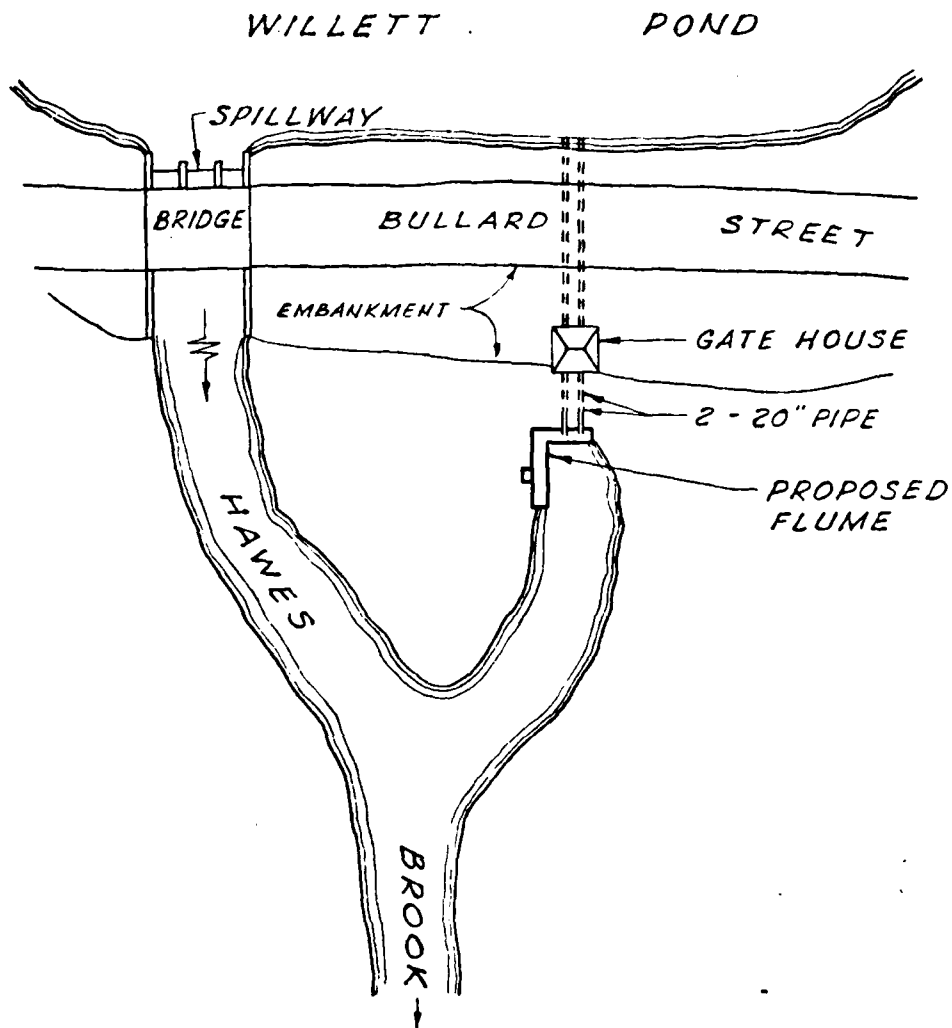 WILLETT POND
SPILLWAY
BRIDGE BULLARD STREET
EMBANKMENT
GATE HOUSE
2 - 20" PIPE
PROPOSED
FLUME
HAWES
BROOK